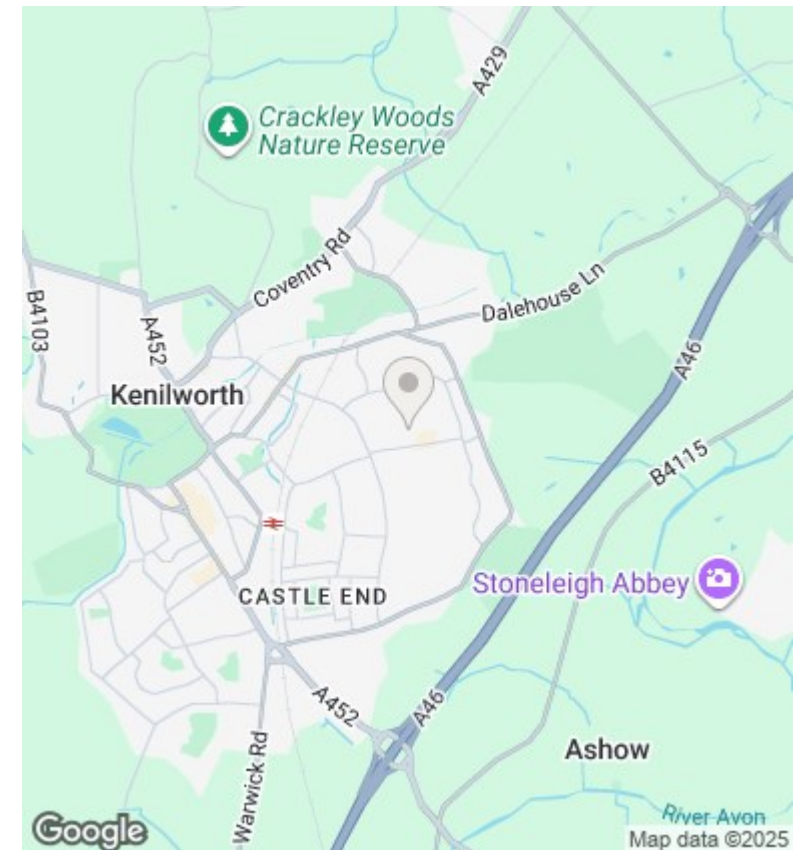 A429
Crackley Woods
Nature Reserve
Coventry Rd
Dalehouse Ln
B4103
A452
Kenilworth
A46
B4115
Stoneleigh Abbey
CASTLE END
A452
A46
Ashow
Warwick Rd
River Avon
Google
Map data ©2025